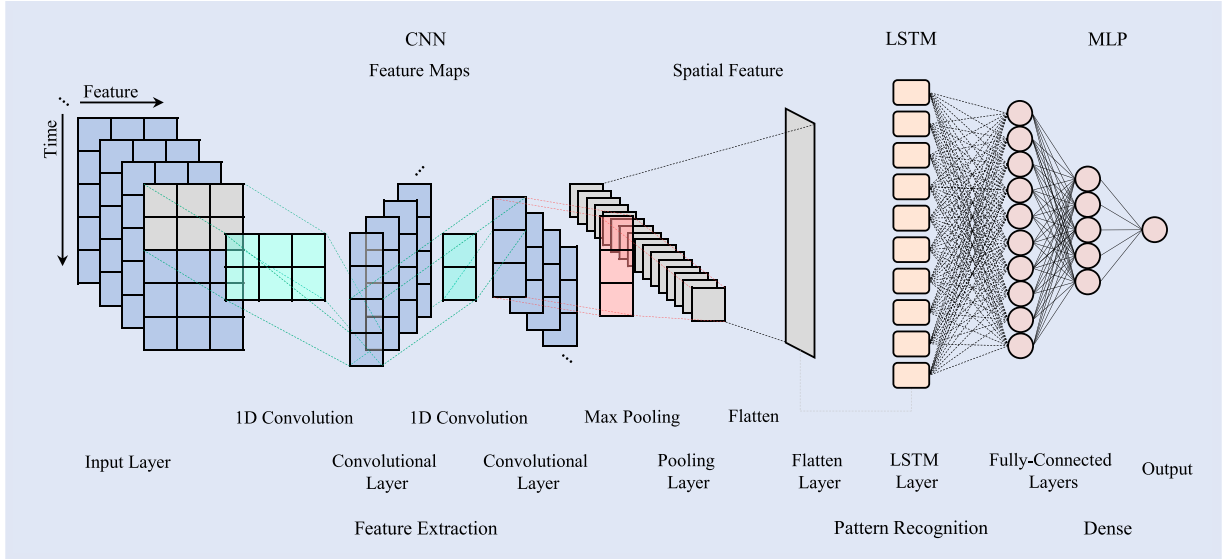 CNN
LSTM
MLP
Feature Maps
Spatial Feature
...
Feature
Time
...
...
1D Convolution
1D Convolution
Max Pooling
Flatten
Input Layer
Convolutional
Layer
Convolutional
Layer
Pooling
Layer
Flatten
Layer
LSTM
Layer
Fully-Connected
Layers
Output
Feature Extraction
Pattern Recognition
Dense